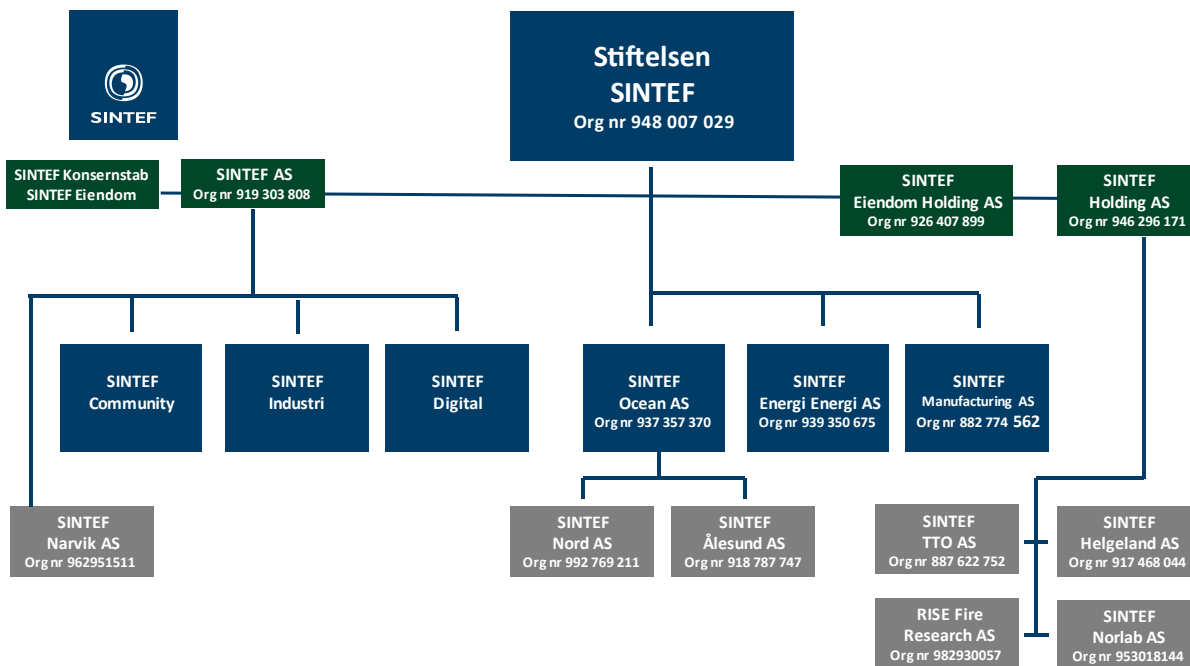 SINTEF
Stiftelsen
SINTEF
Org nr 948 007 029
SINTEF Konsernstab
SINTEF Eiendom
SINTEF AS
Org nr 919 303 808
SINTEF
Eiendom Holding AS
Org nr 926 407 899
SINTEF
Holding AS
Org nr 946 296 171
SINTEF
Community
SINTEF
Industri
SINTEF
Digital
SINTEF
Ocean AS
Org nr 937 357 370
SINTEF
Energi Energi AS
Org nr 939 350 675
SINTEF
Manufacturing AS
Org nr 882 774 562
SINTEF
Narvik AS
Org nr 962951511
SINTEF
Nord AS
Org nr 992 769 211
SINTEF
Ålesund AS
Org nr 918 787 747
SINTEF
TTO AS
Org nr 887 622 752
SINTEF
Helgeland AS
Org nr 917 468 044
RISE Fire
Research AS
Org nr 982930057
SINTEF
Norlab AS
Org nr 953018144